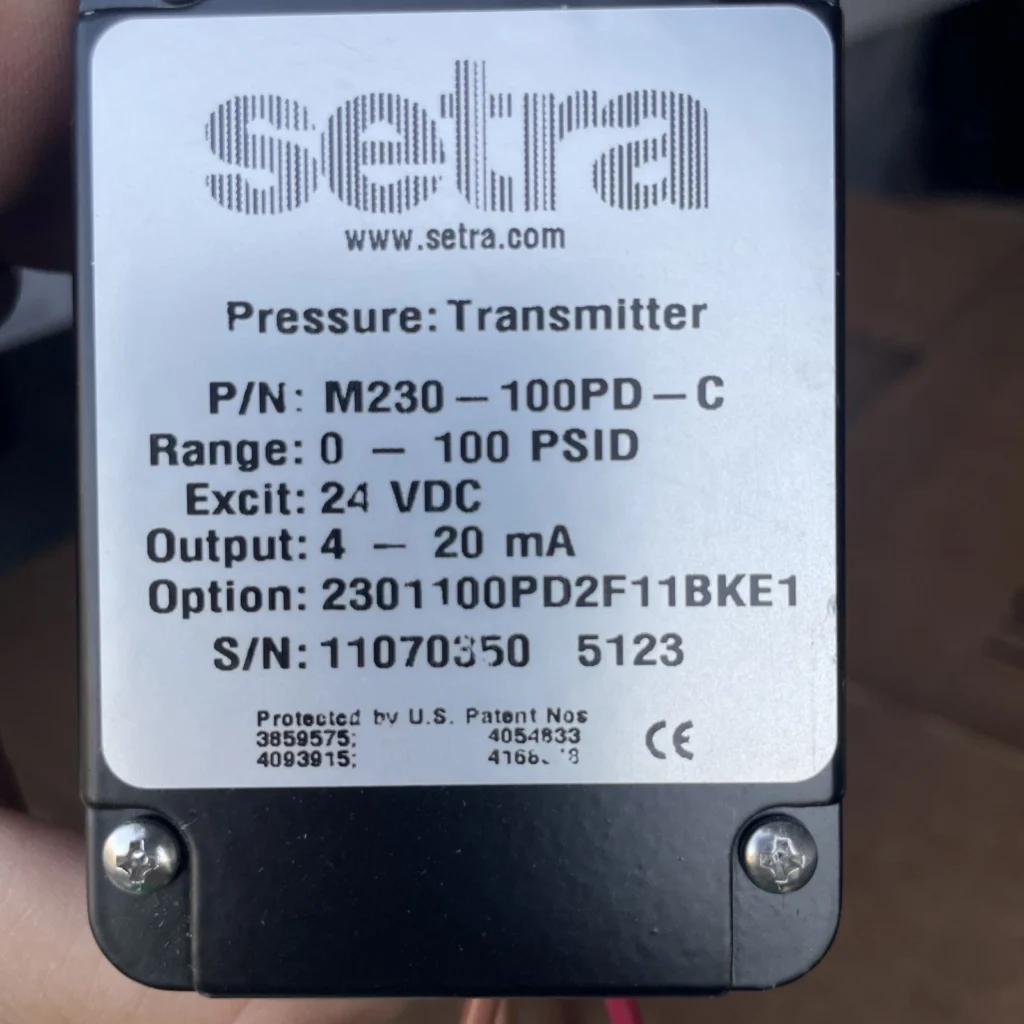 setra
www.setra.com
Pressure: Transmitter
P/N: M230 – 100PD – C
Range: 0 – 100 PSID
Excit: 24 VDC
Output: 4 – 20 mA
Option: 2301100PD2F11BKE1
S/N: 11070350 5123
Protected by U.S. Patent Nos
3859575; 4054833
4093915;
CE